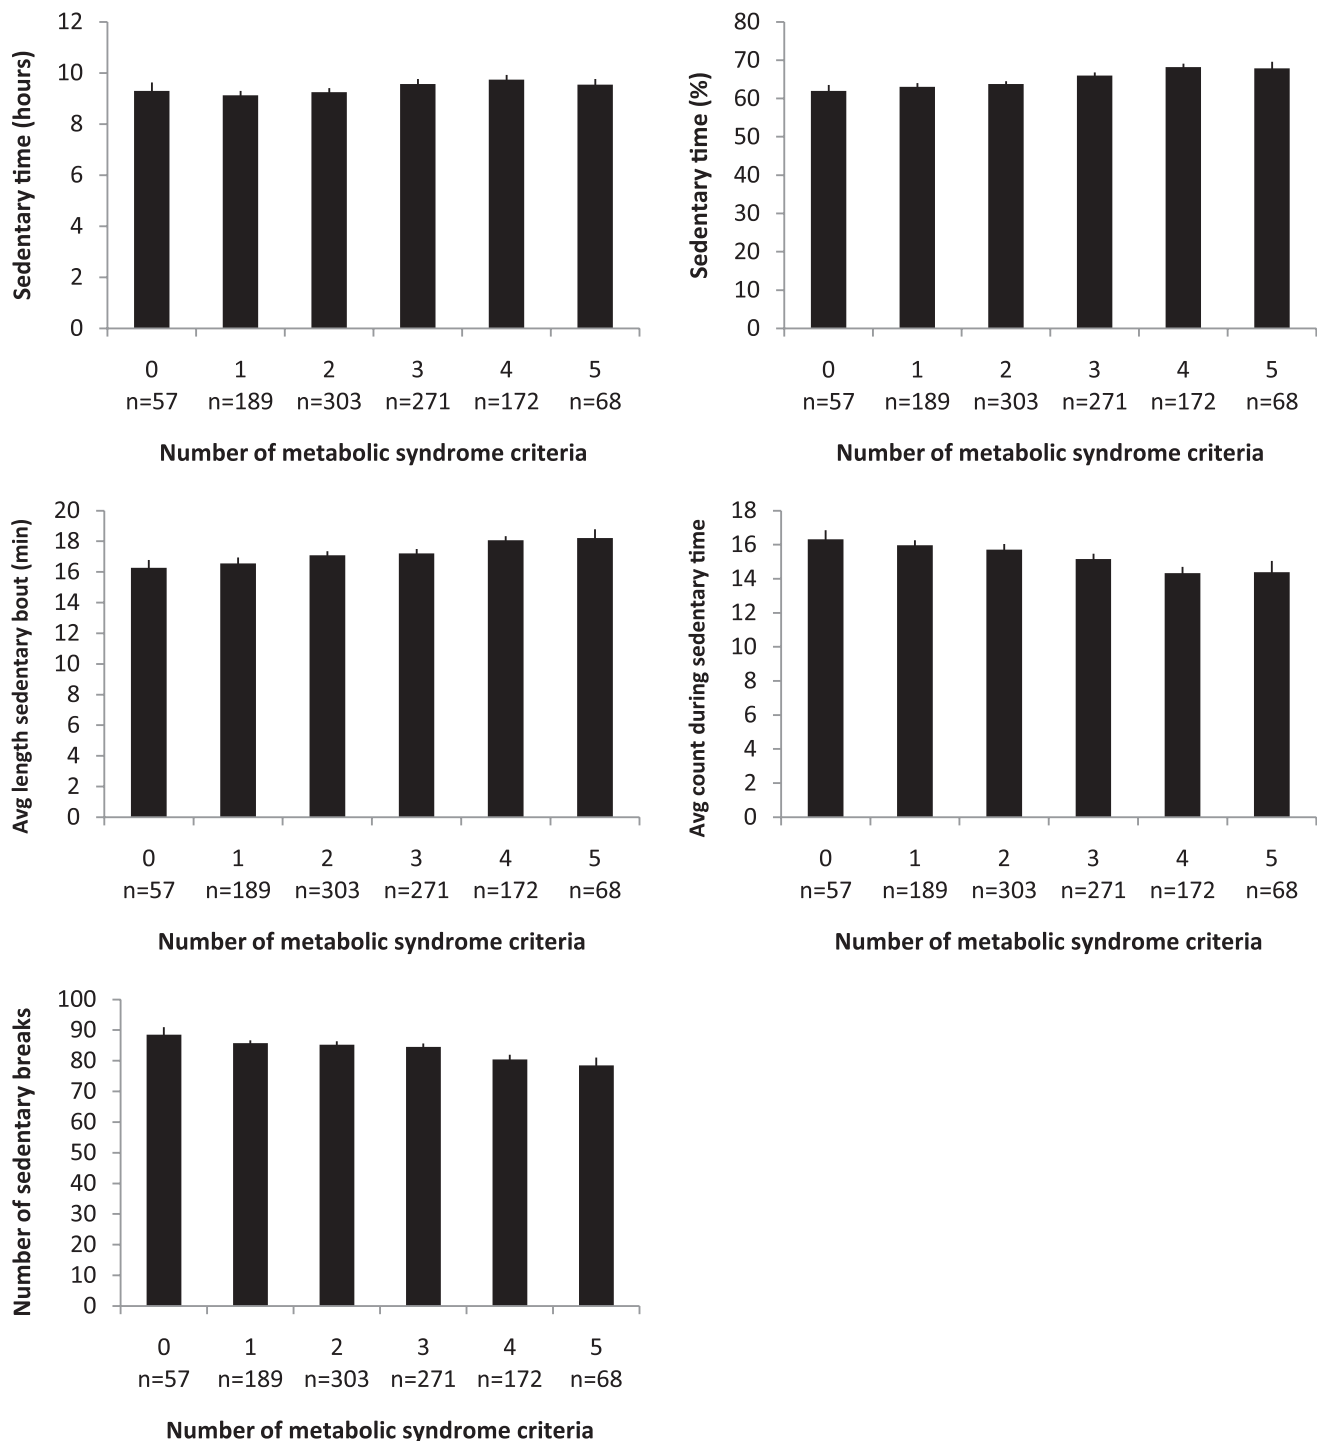 Sedentary time (hours)
12
10
8
6
4
2
0
0 1 2 3 4 5
n=57 n=189 n=303 n=271 n=172 n=68
Number of metabolic syndrome criteria
Sedentary time (%)
80
70
60
50
40
30
20
10
0
0 1 2 3 4 5
n=57 n=189 n=303 n=271 n=172 n=68
Number of metabolic syndrome criteria
Avg length sedentary bout (min)
20
18
16
14
12
10
8
6
4
2
0
0 1 2 3 4 5
n=57 n=189 n=303 n=271 n=172 n=68
Number of metabolic syndrome criteria
Avg count during sedentary time
18
16
14
12
10
8
6
4
2
0
0 1 2 3 4 5
n=57 n=189 n=303 n=271 n=172 n=68
Number of metabolic syndrome criteria
Number of sedentary breaks
100
90
80
70
60
50
40
30
20
10
0
0 1 2 3 4 5
n=57 n=189 n=303 n=271 n=172 n=68
Number of metabolic syndrome criteria